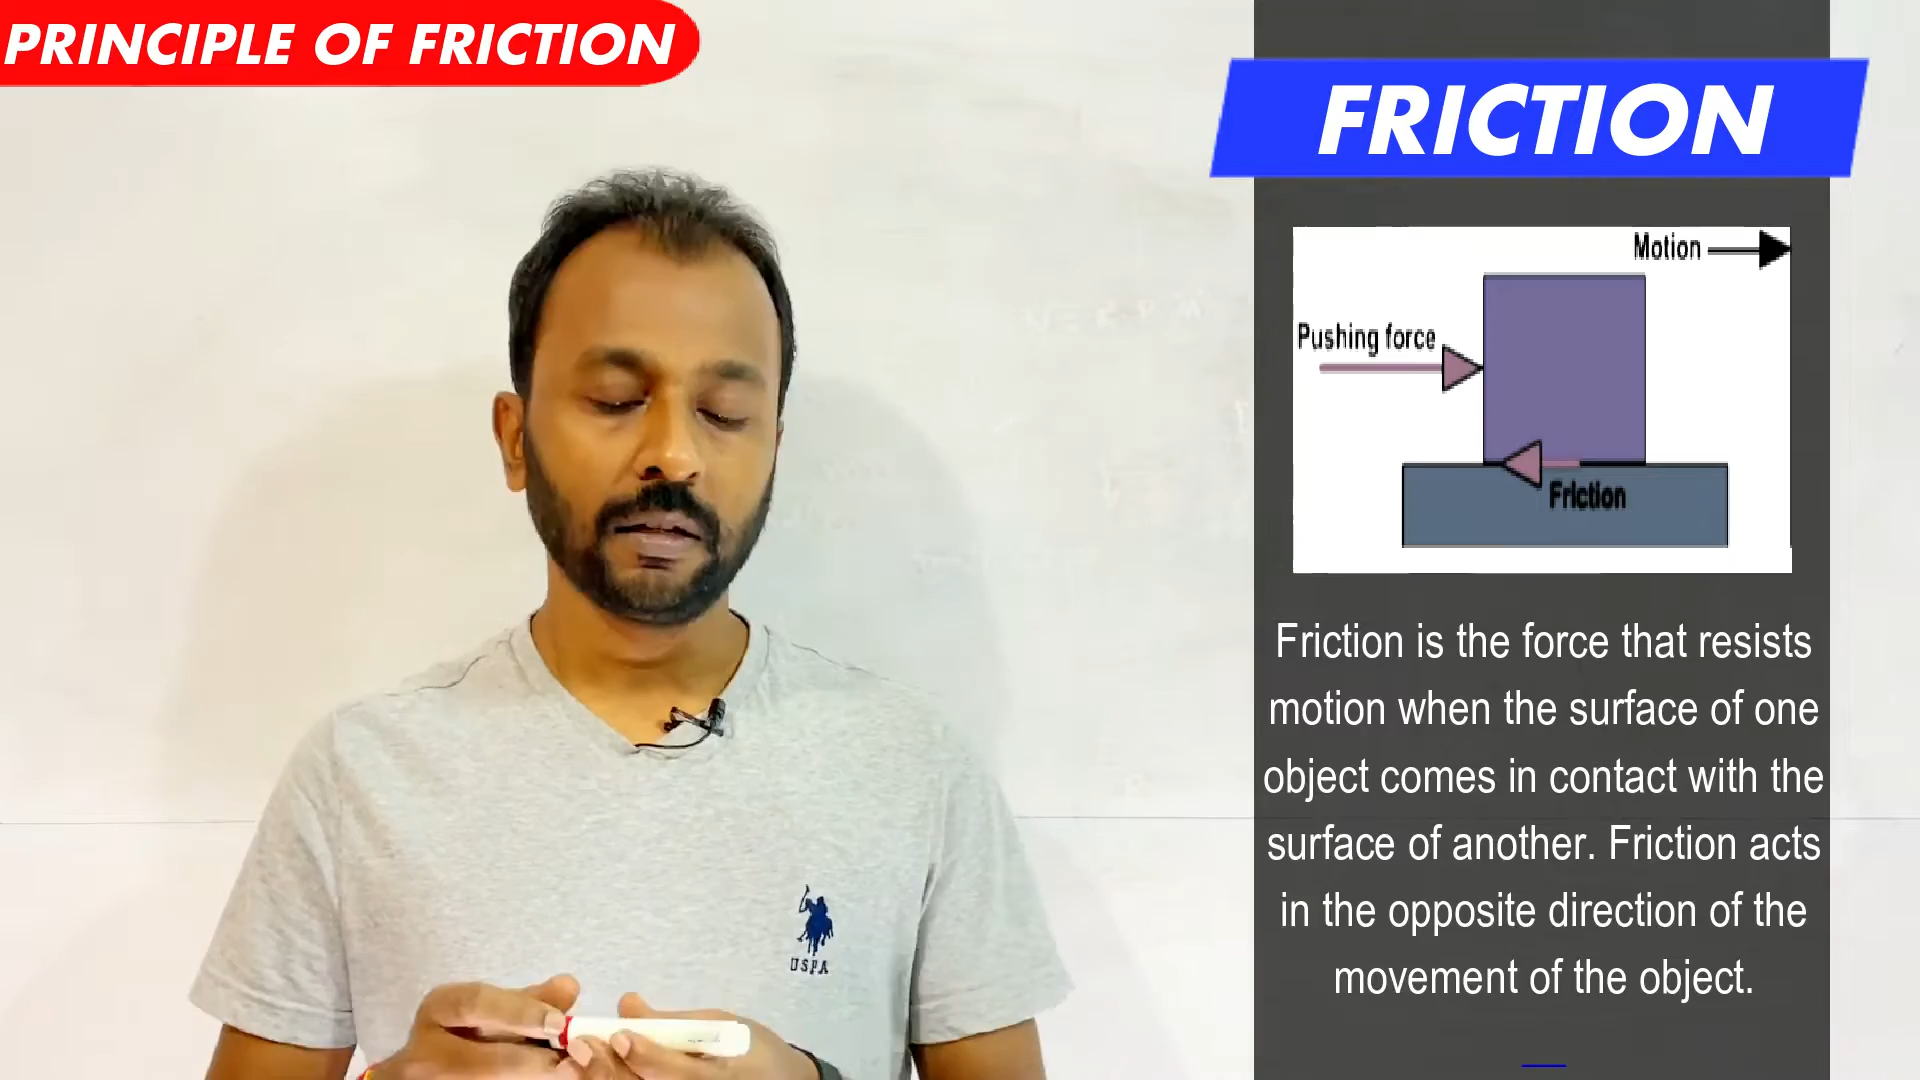 PRINCIPLE OF FRICTION
FRICTION
Motion
Pushing force
Friction
Friction is the force that resists
motion when the surface of one
object comes in contact with the
surface of another. Friction acts
in the opposite direction of the
movement of the object.
USPA